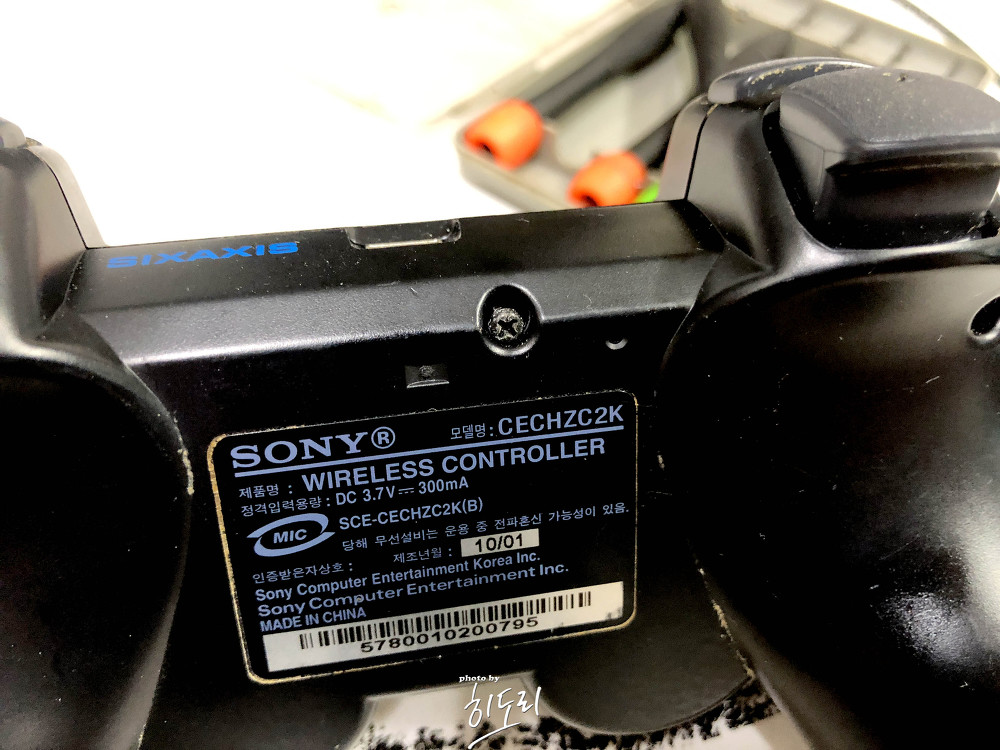 SIXAXIS
SONY® 모델명 : CECHZC2K
제품명 : WIRELESS CONTROLLER
정격입력용량 : DC 3.7V⎓300mA
MIC SCE-CECHZC2K(B)
당해 무선설비는 운용 중 전파혼신 가능성이 있음.
제조년월 : 10/01
인증받은자상호 :
Sony Computer Entertainment Korea Inc.
Sony Computer Entertainment Inc.
MADE IN CHINA
5780010200795
photo by
히도리